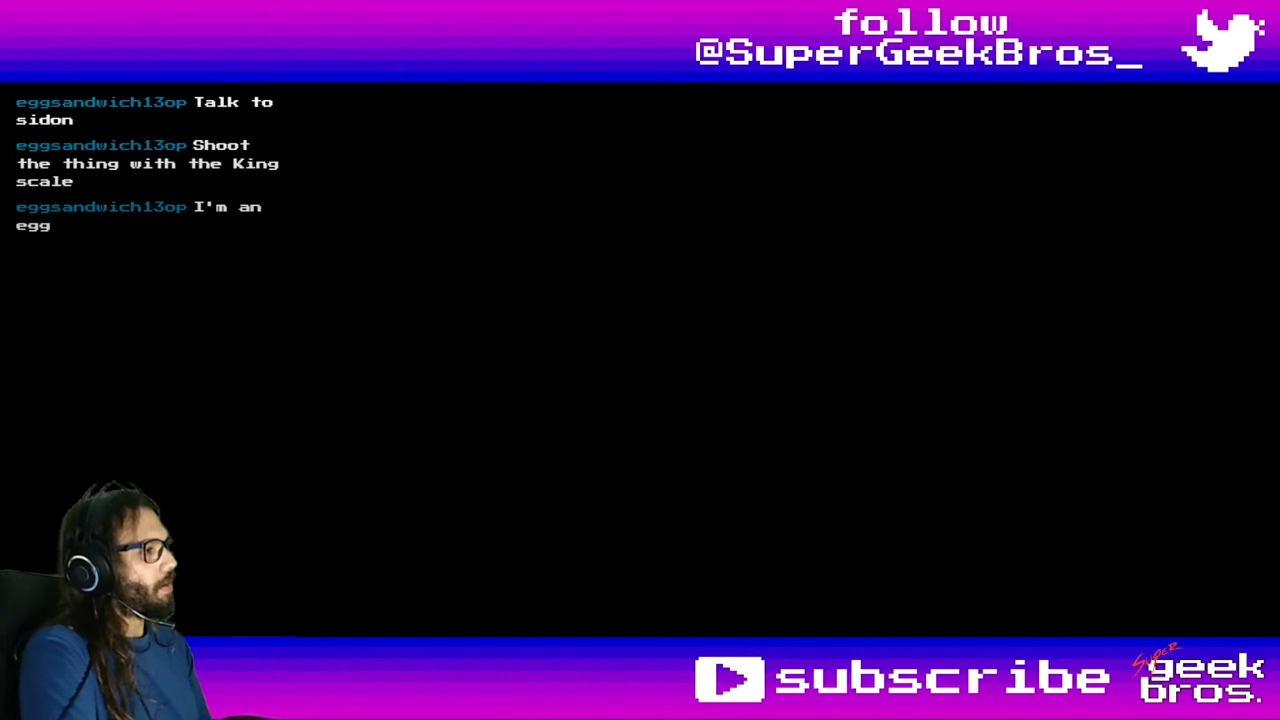 follow
@SuperGeekBros_
eggsandwich13op Talk to
sidon
eggsandwich13op Shoot
the thing with the King
scale
eggsandwich13op I'm an
egg
subscribe
SUPER
geek
bros.